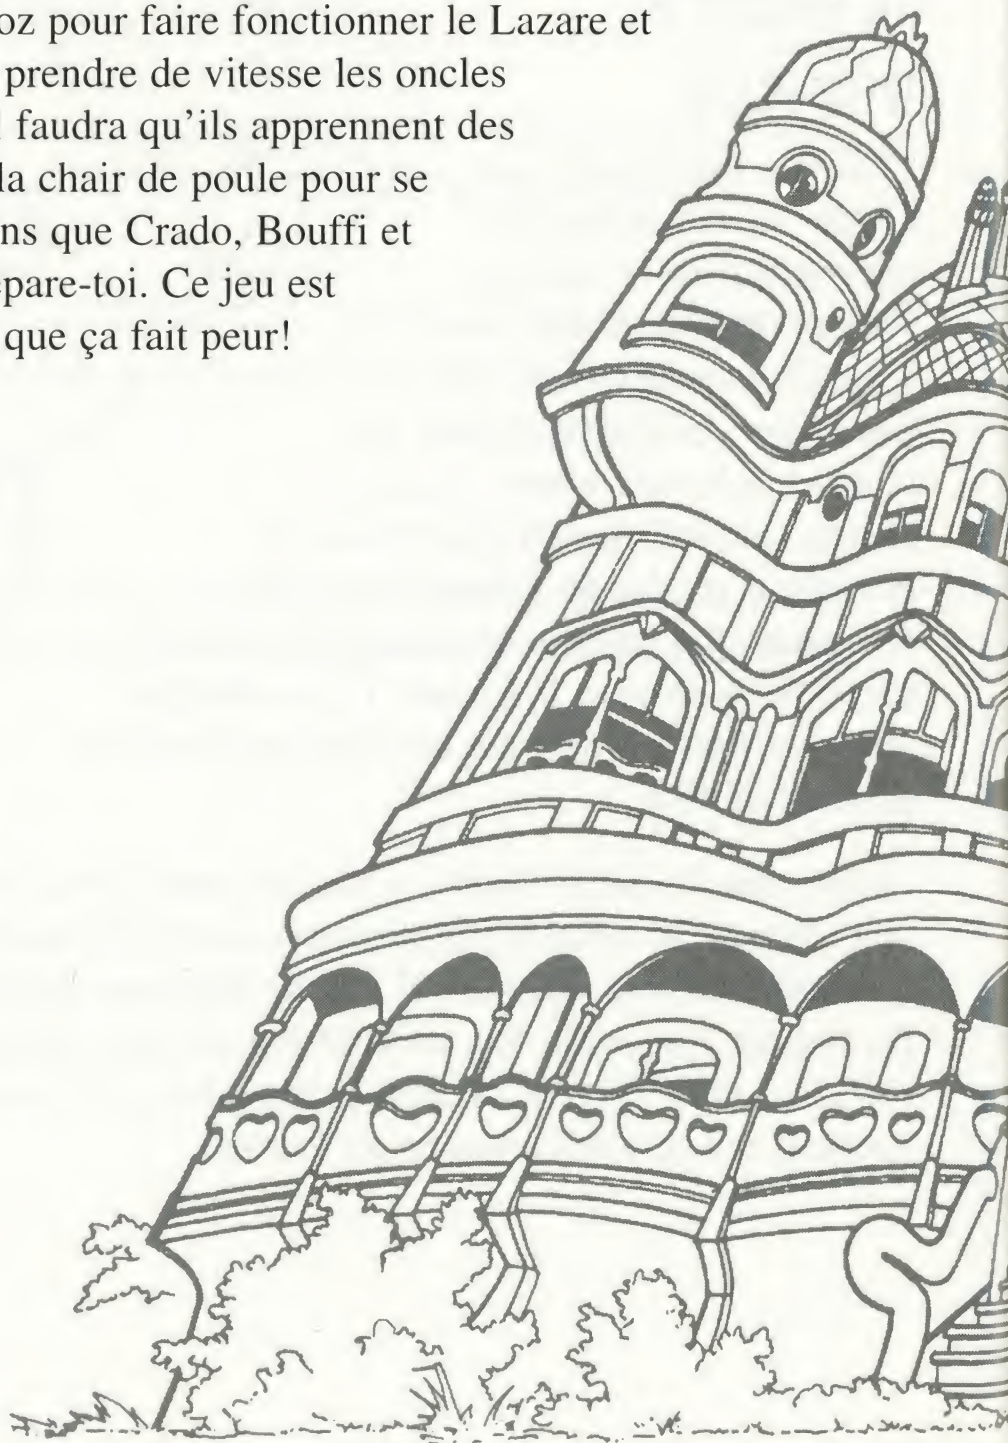 oz pour faire fonctionner le Lazare et
prendre de vitesse les oncles
faudra qu'ils apprennent des
la chair de poule pour se
ns que Crado, Bouffi et
pare-toi. Ce jeu est
que ça fait peur!